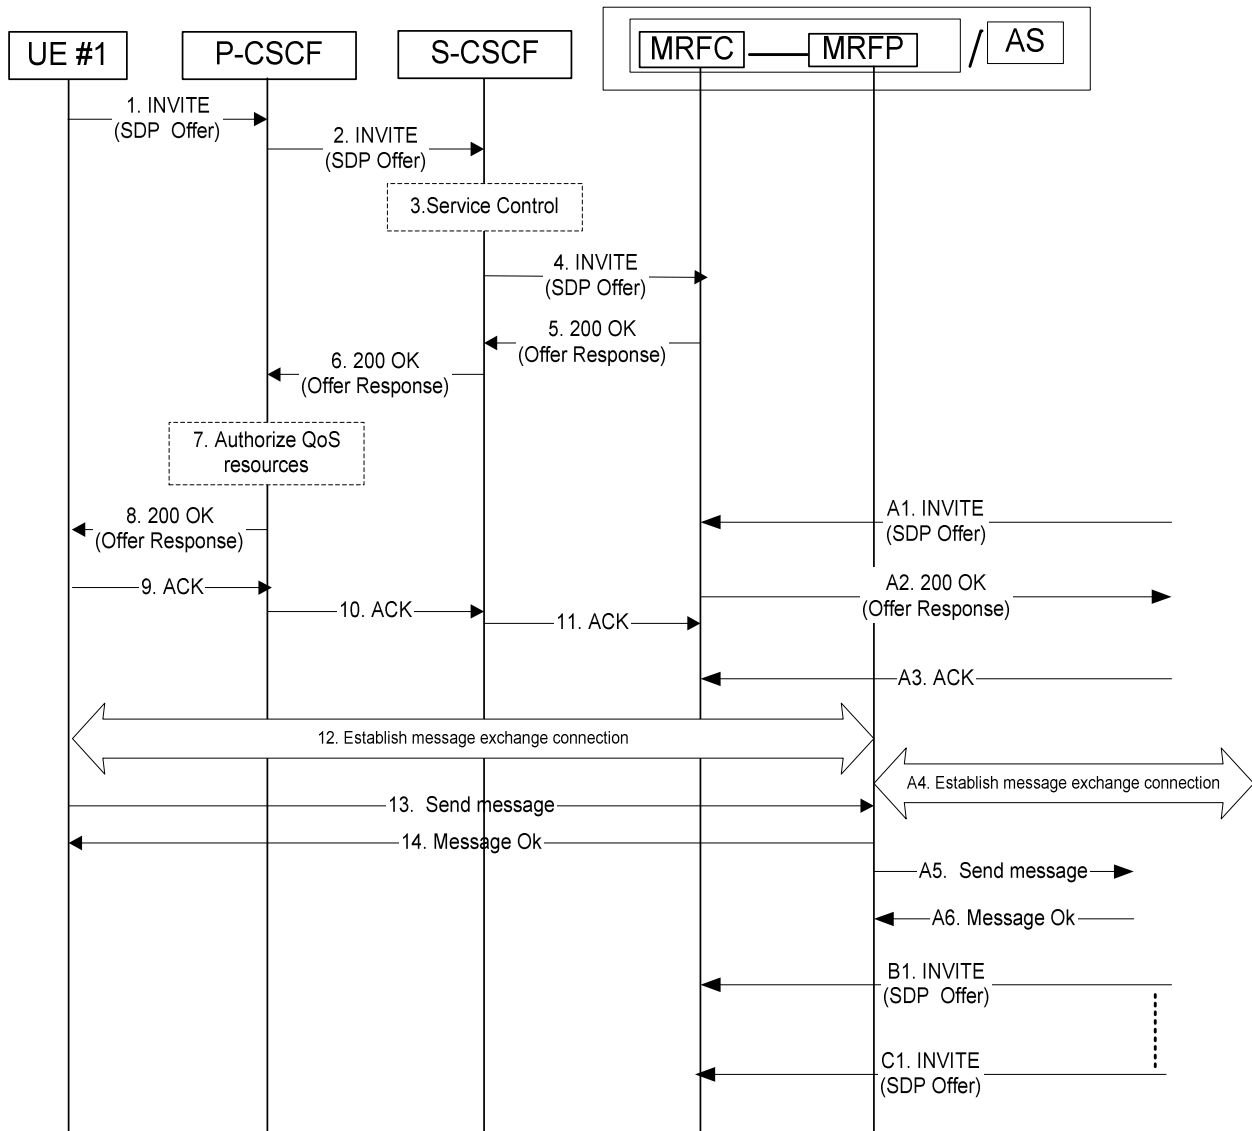 UE #1
P-CSCF
S-CSCF
MRFC
MRFP
/
AS
1. INVITE
(SDP Offer)
2. INVITE
(SDP Offer)
3.Service Control
4. INVITE
(SDP Offer)
5. 200 OK
(Offer Response)
6. 200 OK
(Offer Response)
7. Authorize QoS
resources
8. 200 OK
(Offer Response)
A1. INVITE
(SDP Offer)
9. ACK
A2. 200 OK
(Offer Response)
10. ACK
11. ACK
A3. ACK
12. Establish message exchange connection
A4. Establish message exchange connection
13. Send message
14. Message Ok
A5. Send message
A6. Message Ok
B1. INVITE
(SDP Offer)
C1. INVITE
(SDP Offer)